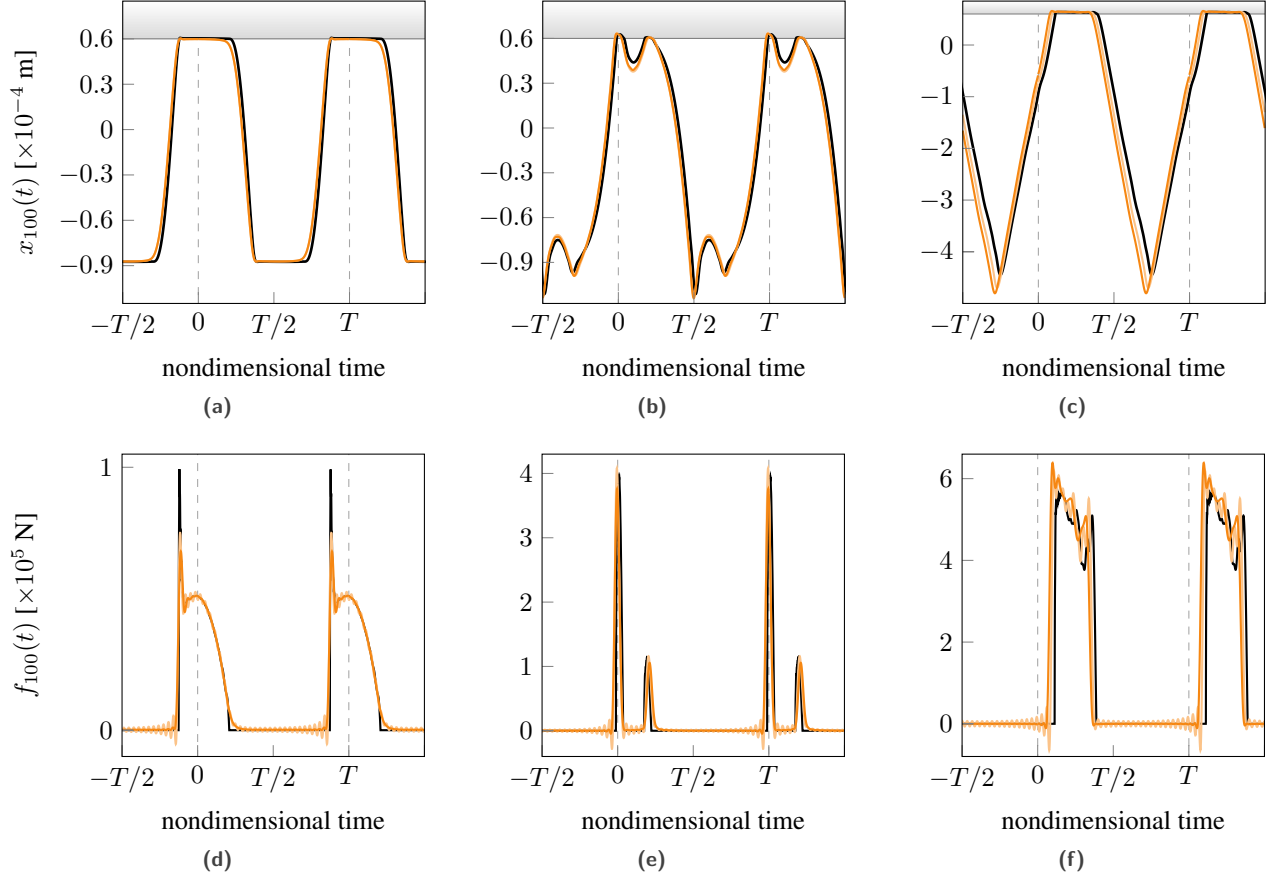 x₁₀₀(t) [×10⁻⁴ m]
0.6
0.3
0
−0.3
−0.6
−0.9
−T/2 0 T/2 T
nondimensional time
(a)
0.6
0.3
0
−0.3
−0.6
−0.9
−T/2 0 T/2 T
nondimensional time
(b)
0
−1
−2
−3
−4
−T/2 0 T/2 T
nondimensional time
(c)
f₁₀₀(t) [×10⁵ N]
1
0
−T/2 0 T/2 T
nondimensional time
(d)
4
3
2
1
0
−T/2 0 T/2 T
nondimensional time
(e)
6
4
2
0
−T/2 0 T/2 T
nondimensional time
(f)